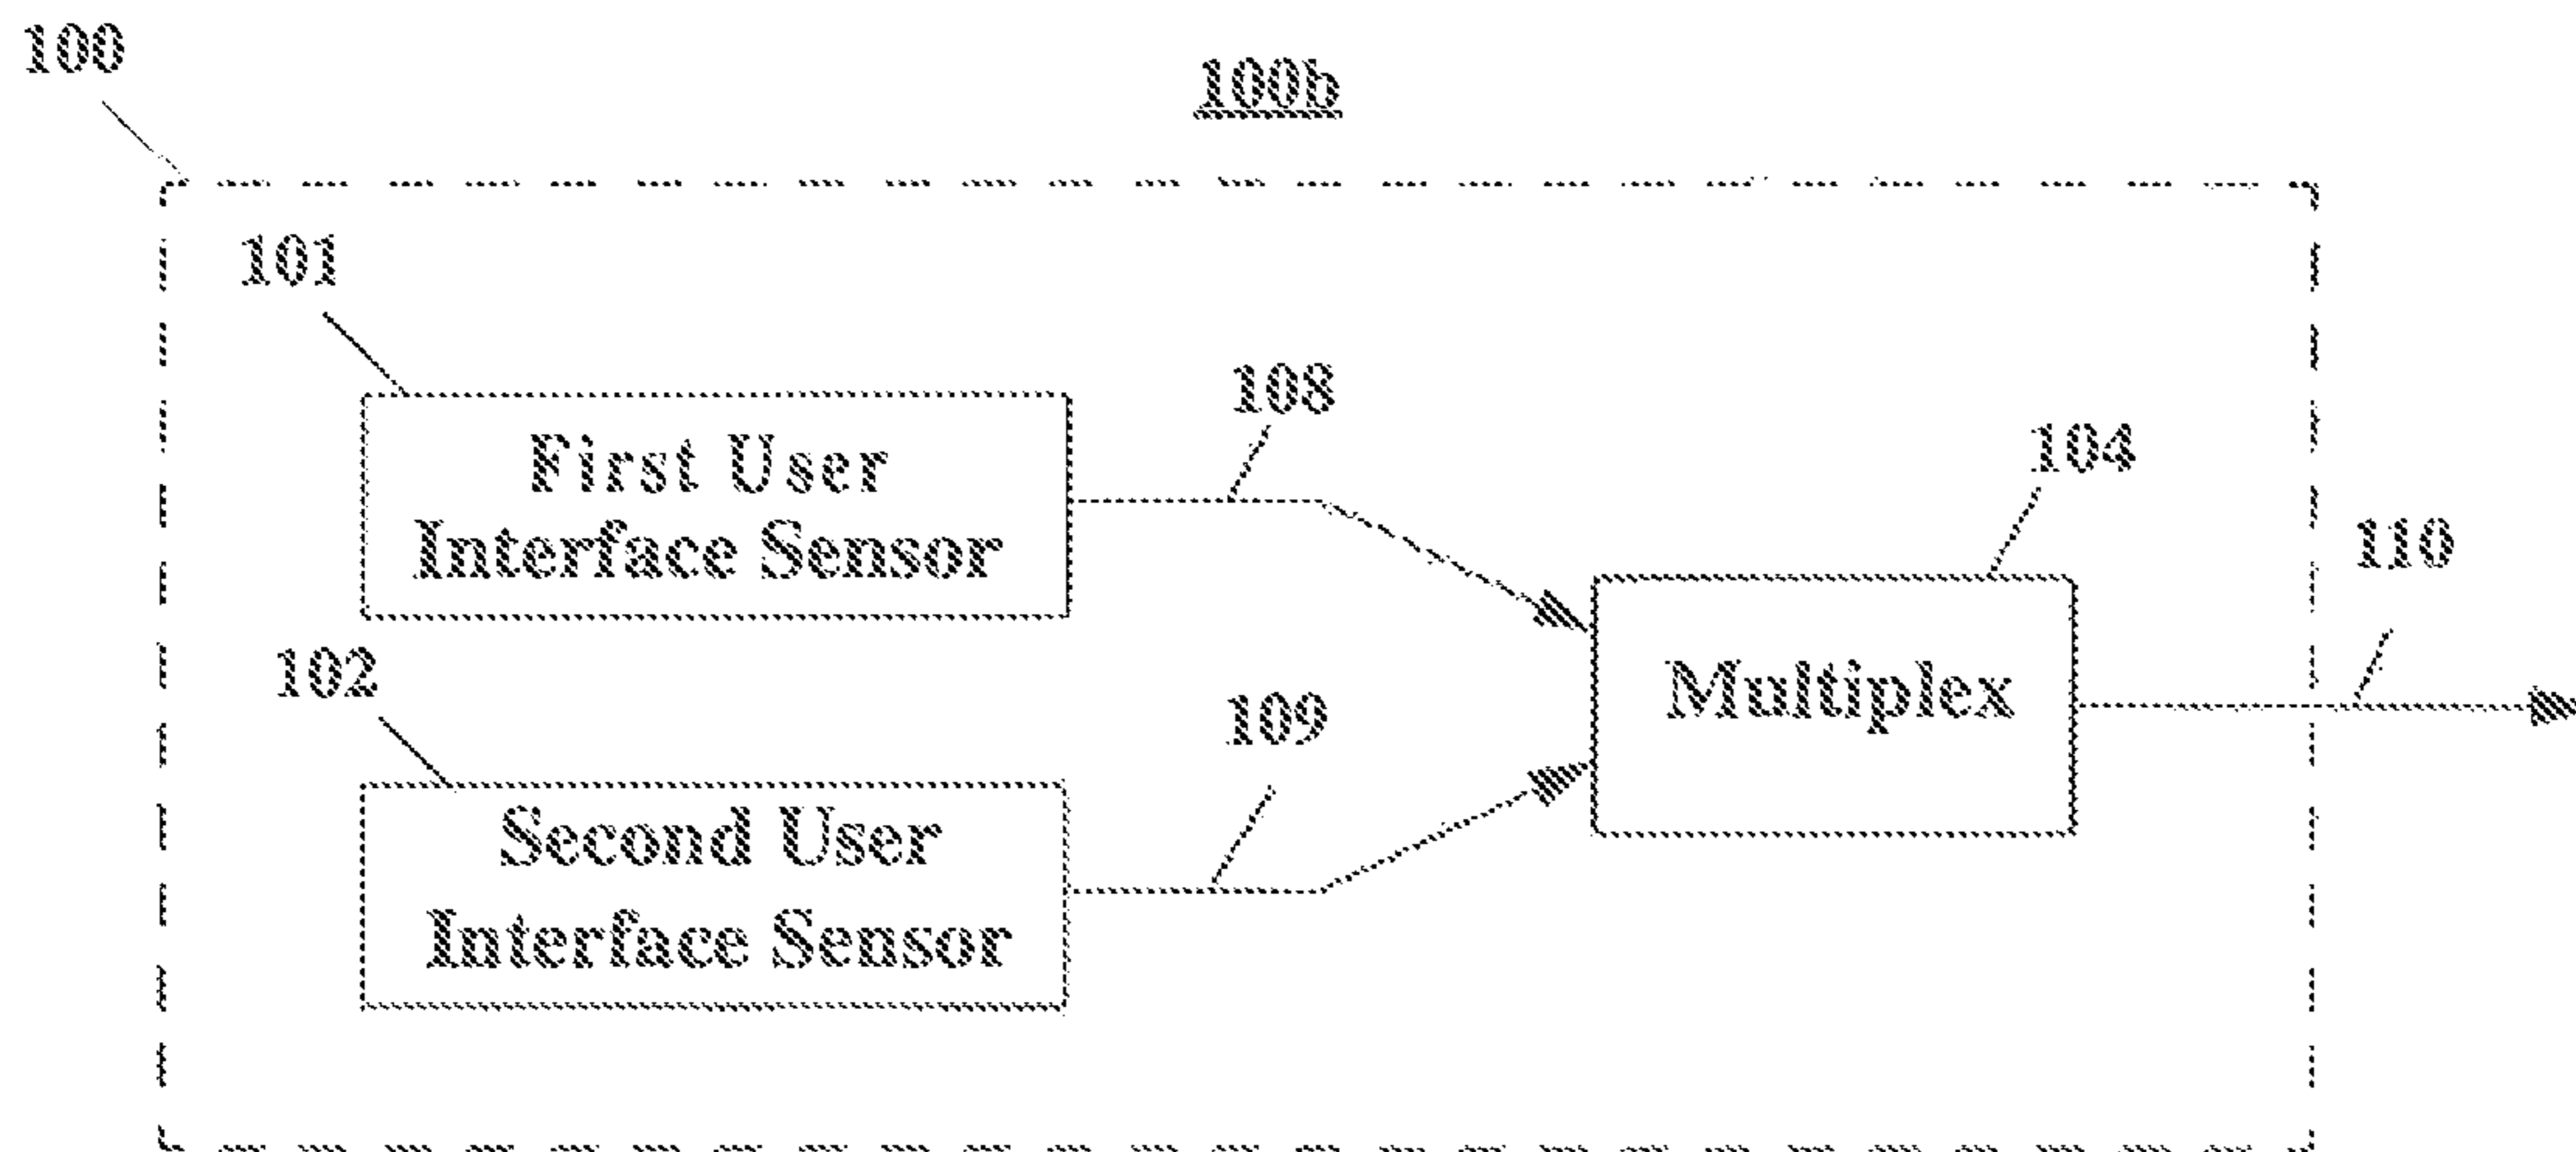 100
100b
101
First User
Interface Sensor
108
104
110
Multiplex
102
109
Second User
Interface Sensor